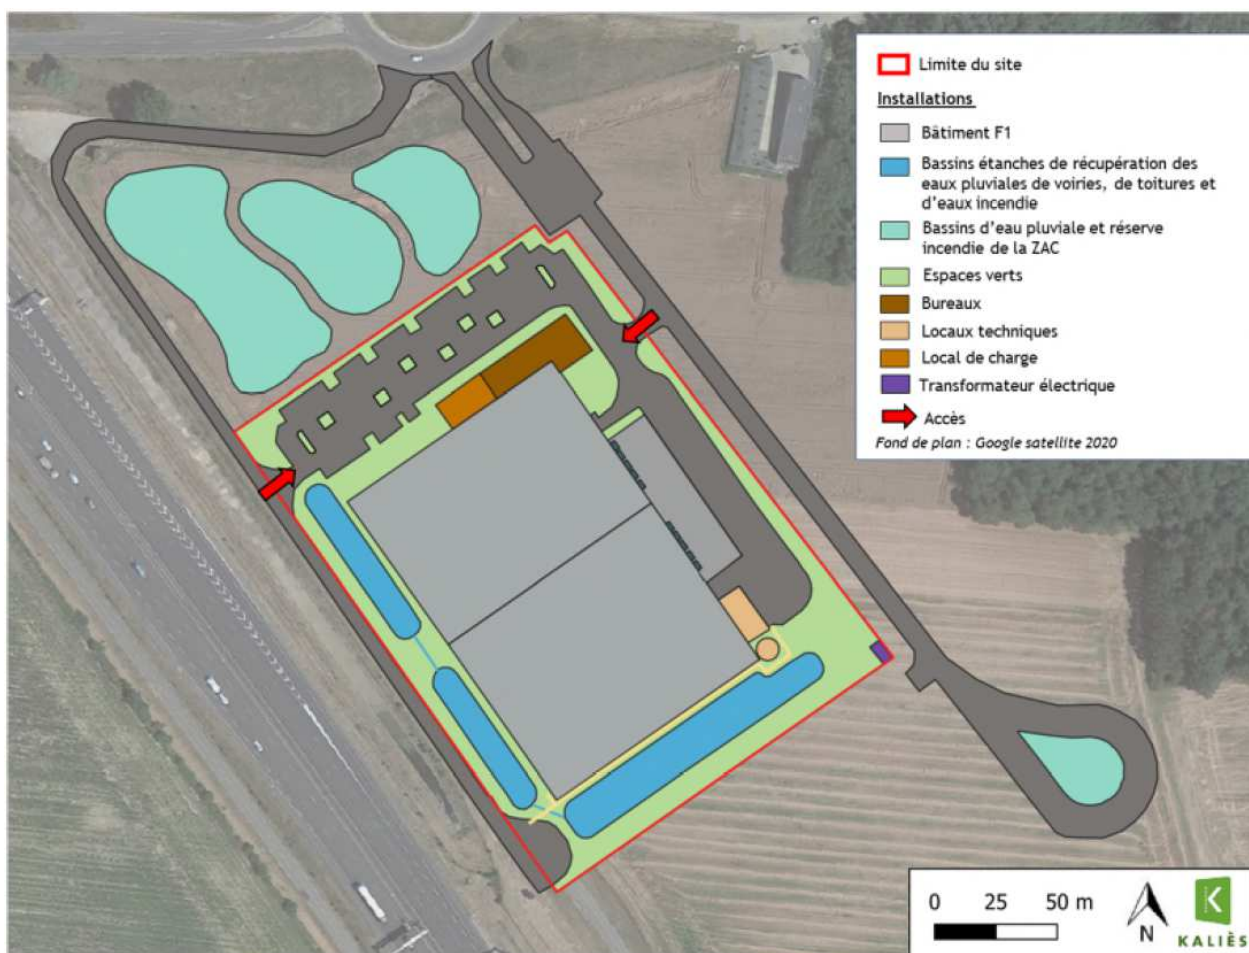 Limite du site
Installations
Bâtiment F1
Bassins étanches de récupération des
eaux pluviales de voiries, de toitures et
d'eaux incendie
Bassins d'eau pluviale et réserve
incendie de la ZAC
Espaces verts
Bureaux
Locaux techniques
Local de charge
Transformateur électrique
Accès
Fond de plan : Google satellite 2020
0 25 50 m
N
KALIÈS